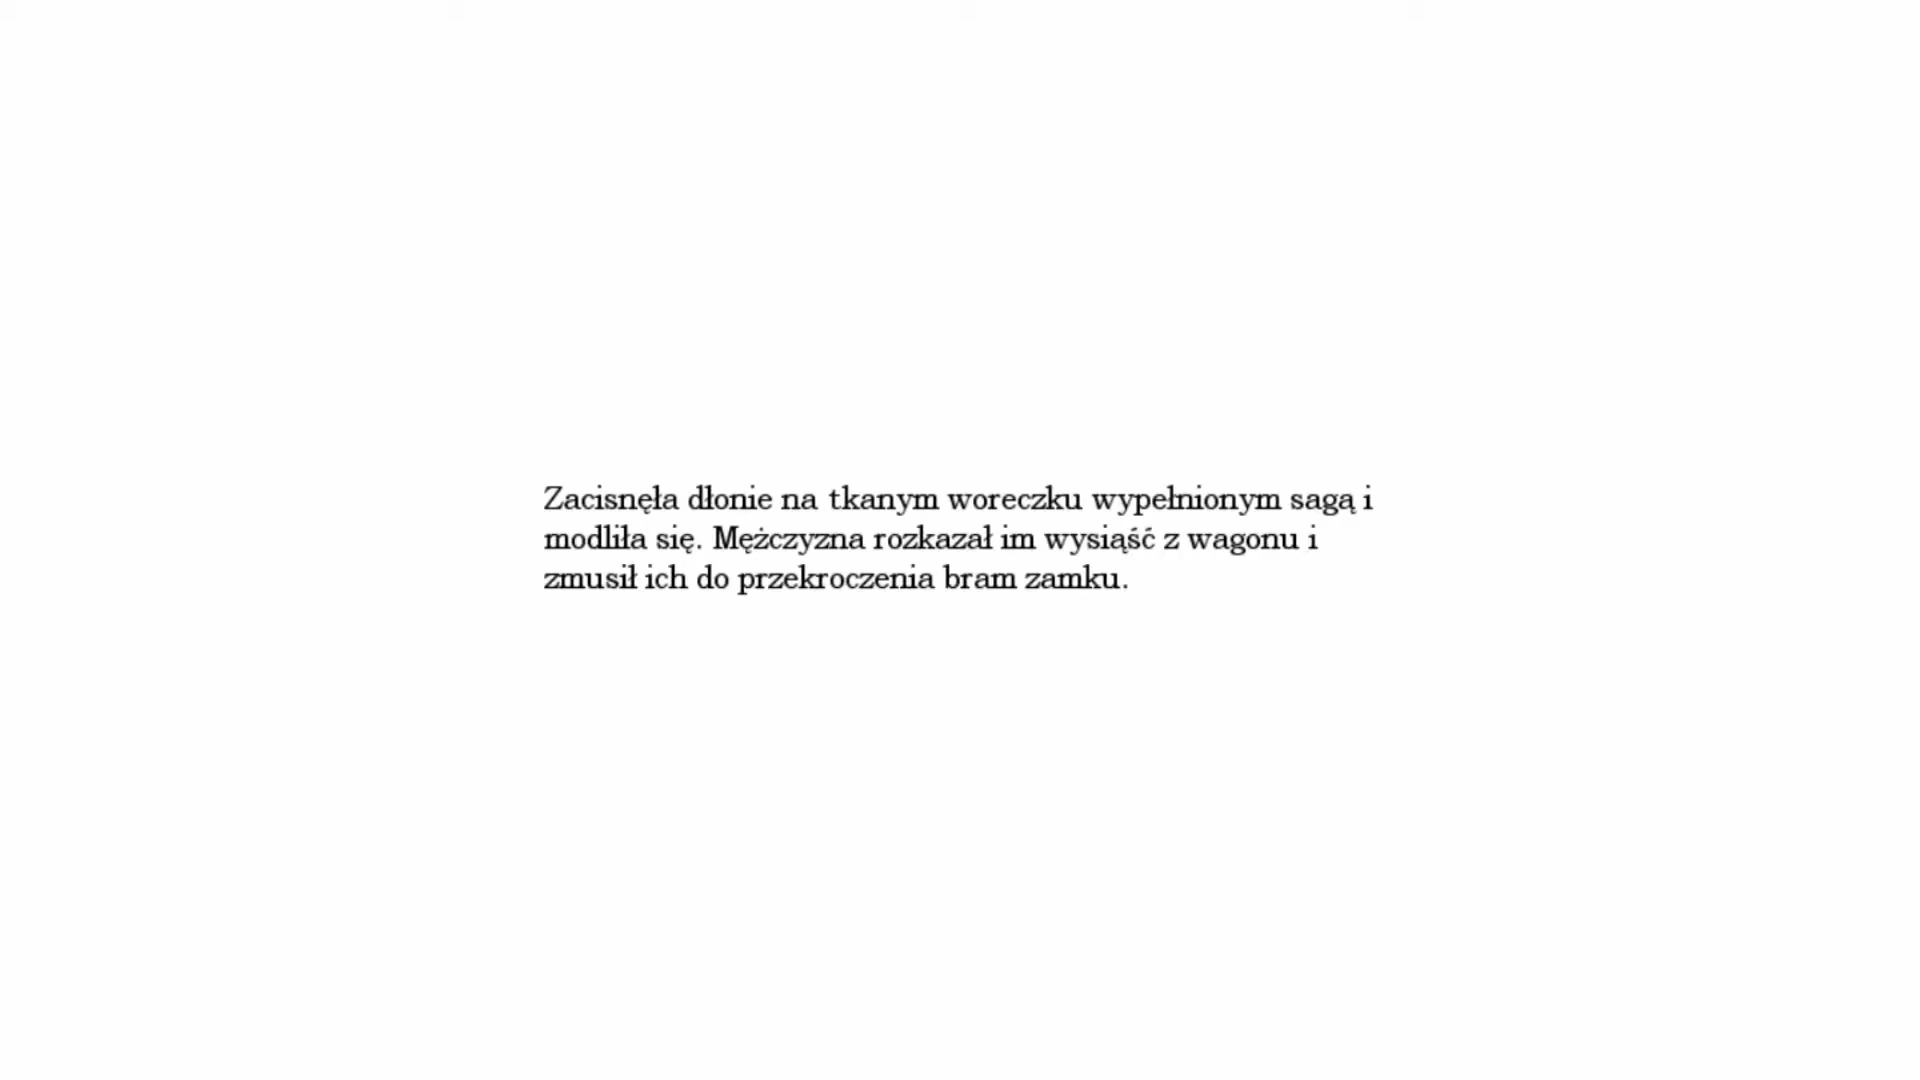 Zacisnęła dłonie na tkanym woreczku wypełnionym sagą i
modliła się. Mężczyzna rozkazał im wysiąść z wagonu i
zmusił ich do przekroczenia bram zamku.